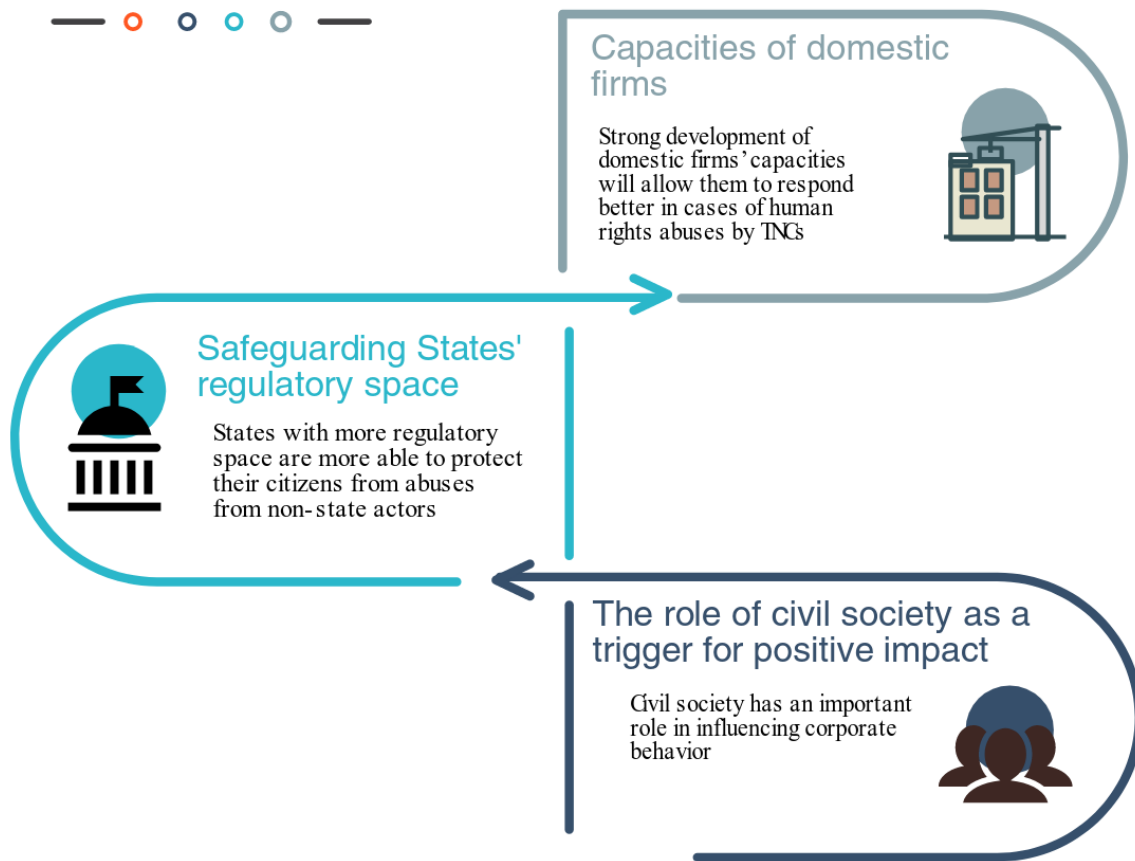 Capacities of domestic
firms
Strong development of
domestic firms’ capacities
will allow them to respond
better in cases of human
rights abuses by TNCs
Safeguarding States'
regulatory space
States with more regulatory
space are more able to protect
their citizens from abuses
from non-state actors
The role of civil society as a
trigger for positive impact
Civil society has an important
role in influencing corporate
behavior